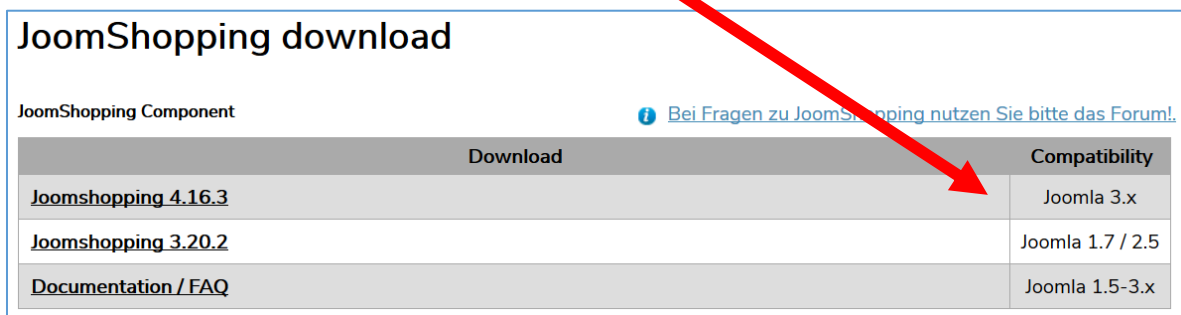 JoomShopping download
JoomShopping Component
Bei Fragen zu JoomShopping nutzen Sie bitte das Forum!.
Download Compatibility
Joomshopping 4.16.3 Joomla 3.x
Joomshopping 3.20.2 Joomla 1.7 / 2.5
Documentation / FAQ Joomla 1.5-3.x